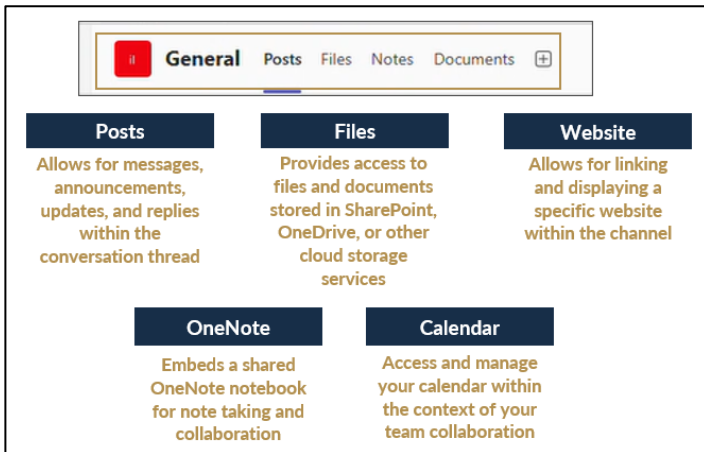 il General Posts Files Notes Documents
Posts
Allows for messages,
announcements,
updates, and replies
within the
conversation thread
Files
Provides access to
files and documents
stored in SharePoint,
OneDrive, or other
cloud storage
services
Website
Allows for linking
and displaying a
specific website
within the channel
OneNote
Embeds a shared
OneNote notebook
for note taking and
collaboration
Calendar
Access and manage
your calendar within
the context of your
team collaboration